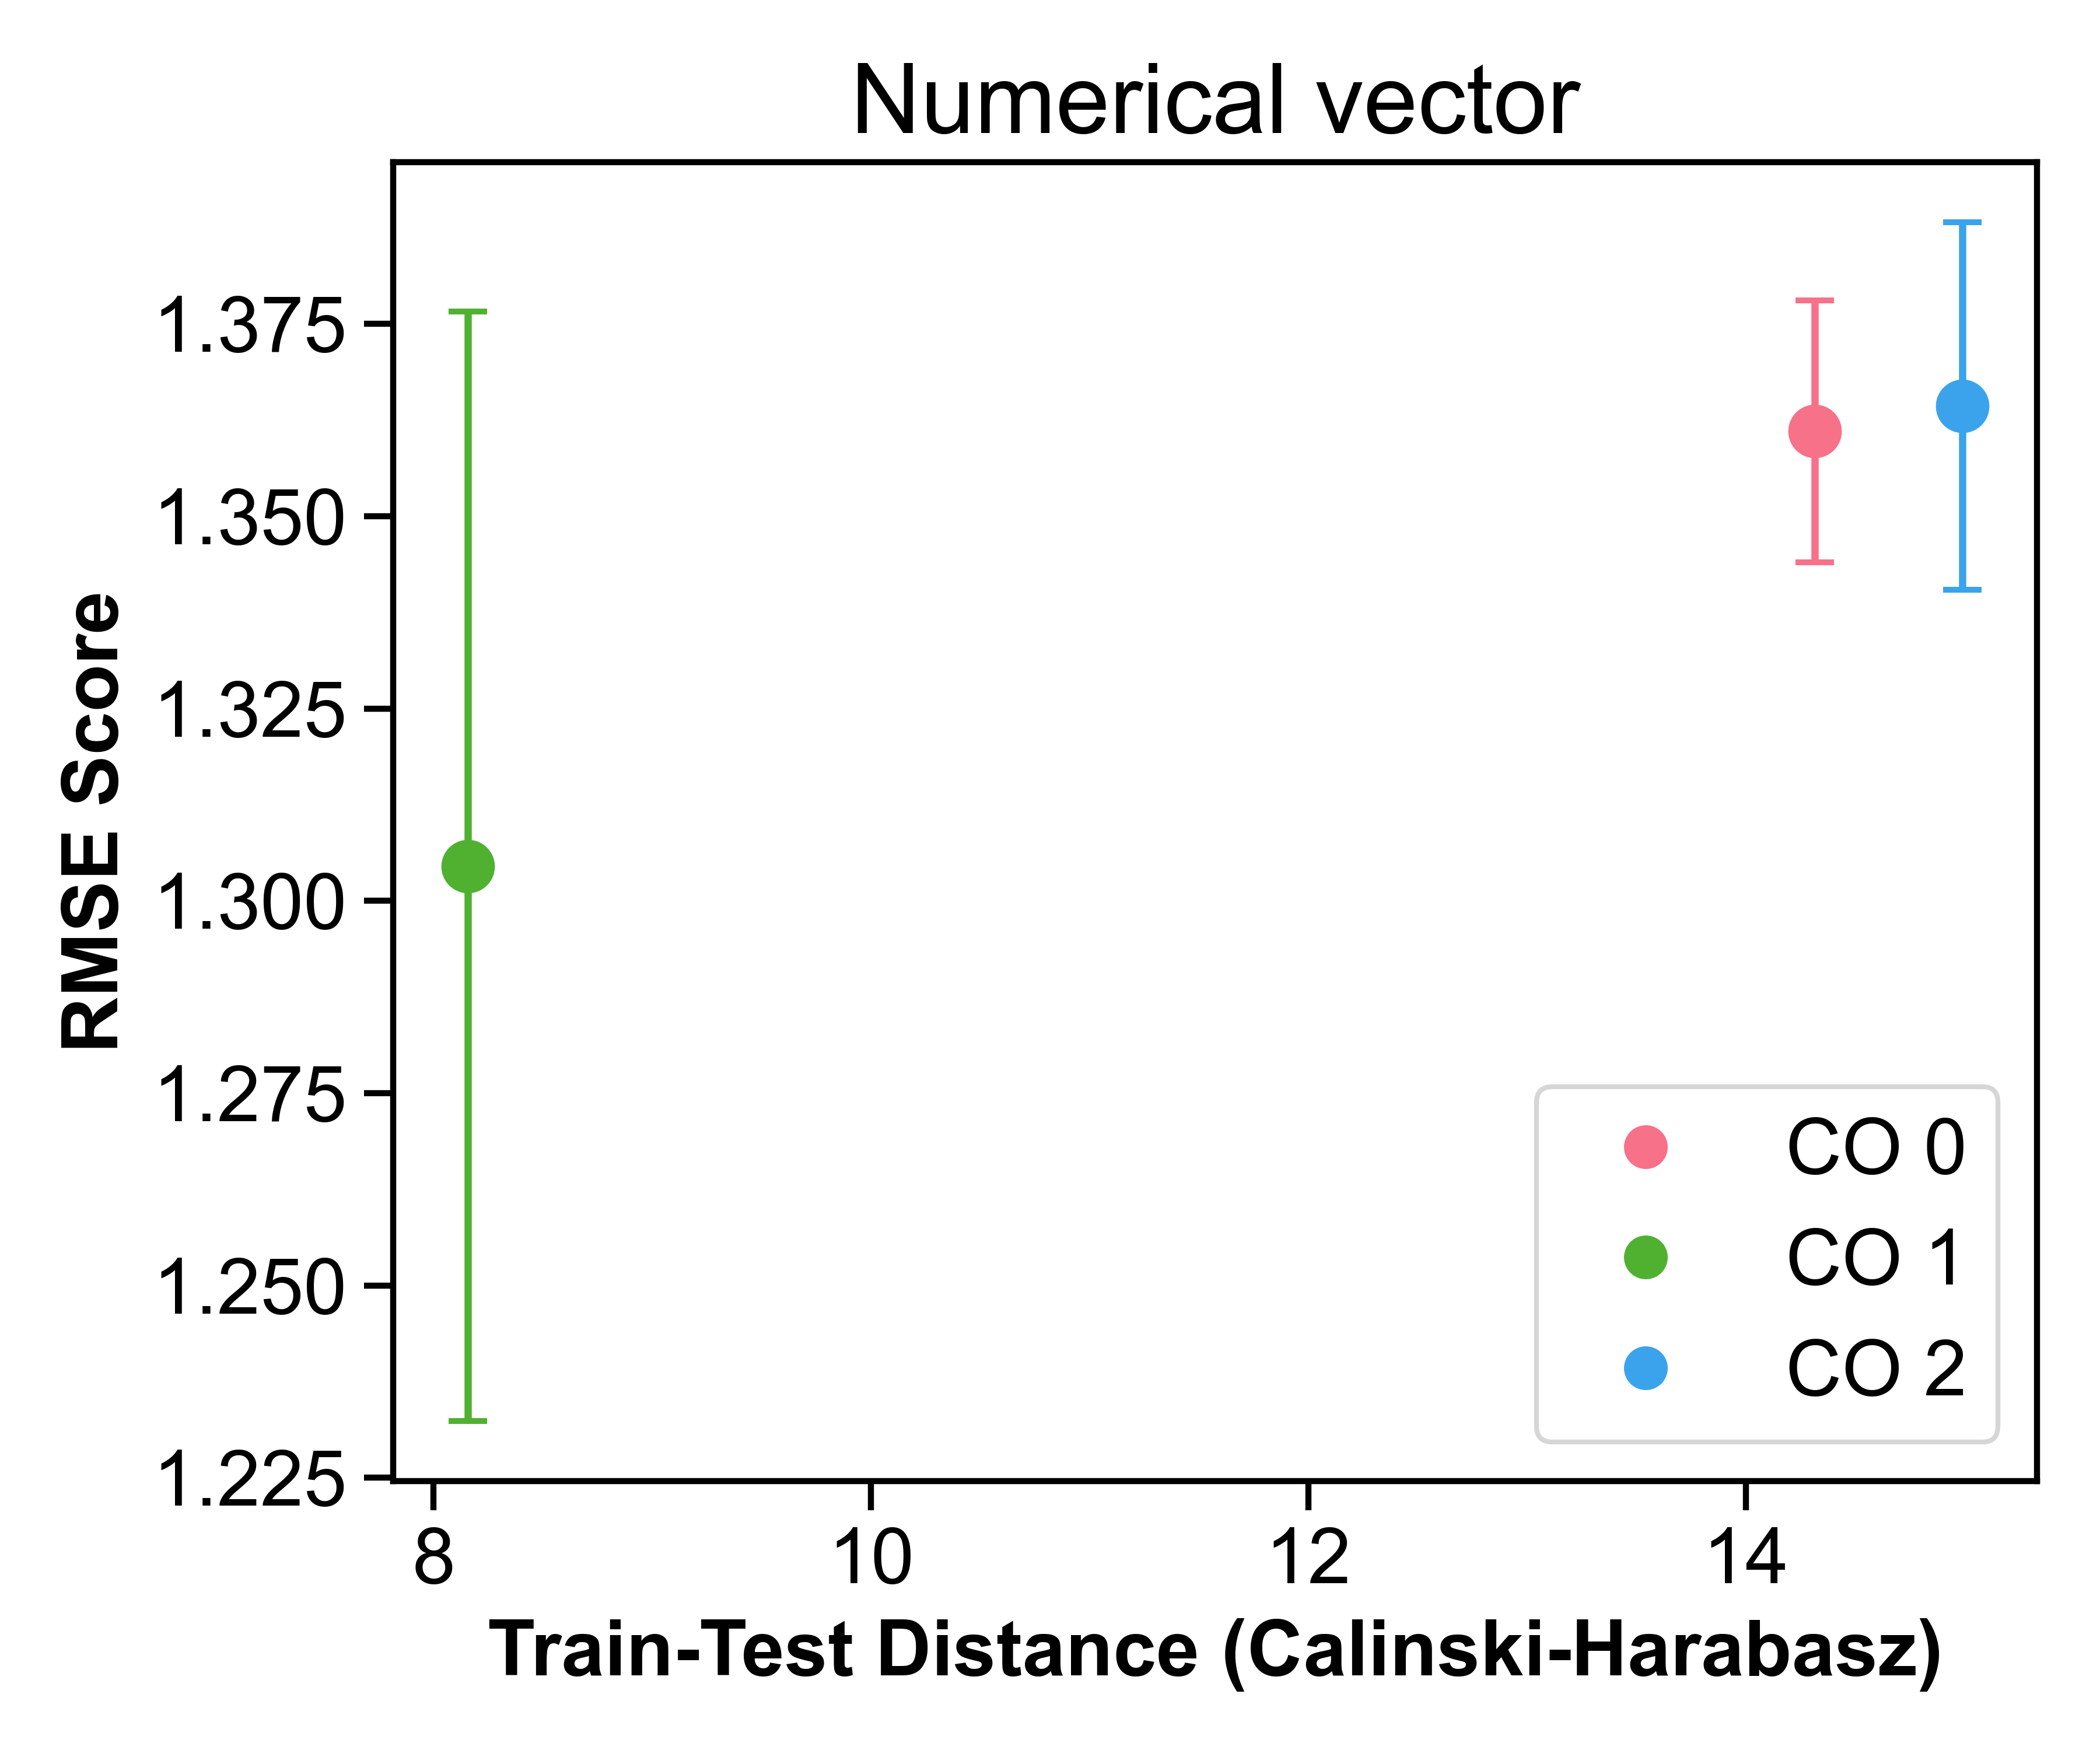 Numerical vector
RMSE Score
1.375
1.350
1.325
1.300
1.275
1.250
1.225
CO 0
CO 1
CO 2
8 10 12 14
Train-Test Distance (Calinski-Harabasz)